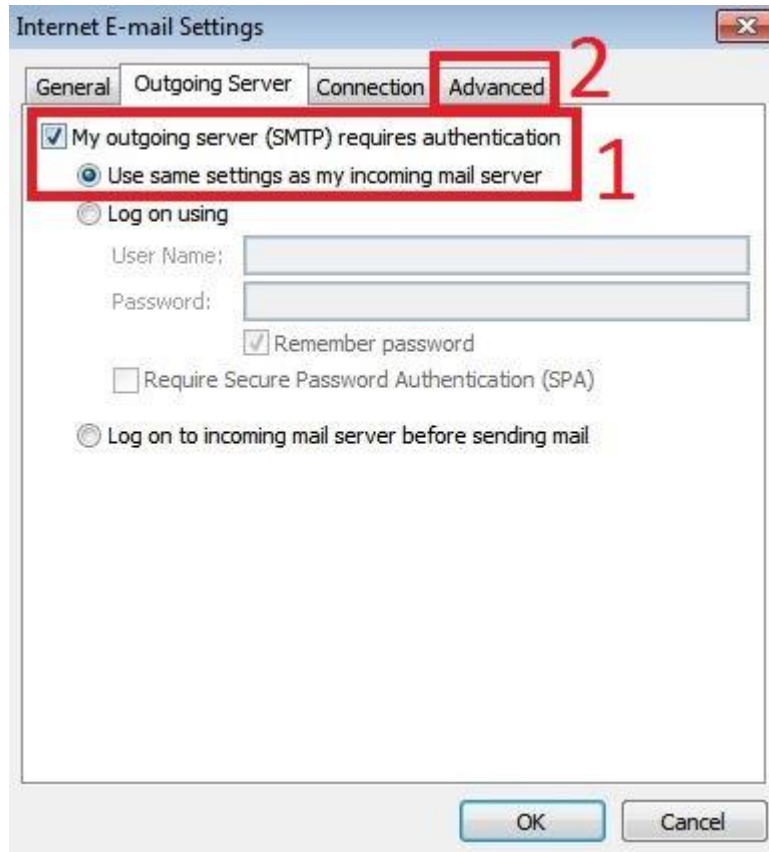 Internet E-mail Settings
General Outgoing Server Connection Advanced 2
My outgoing server (SMTP) requires authentication
Use same settings as my incoming mail server 1
Log on using
User Name:
Password:
Remember password
Require Secure Password Authentication (SPA)
Log on to incoming mail server before sending mail
OK Cancel